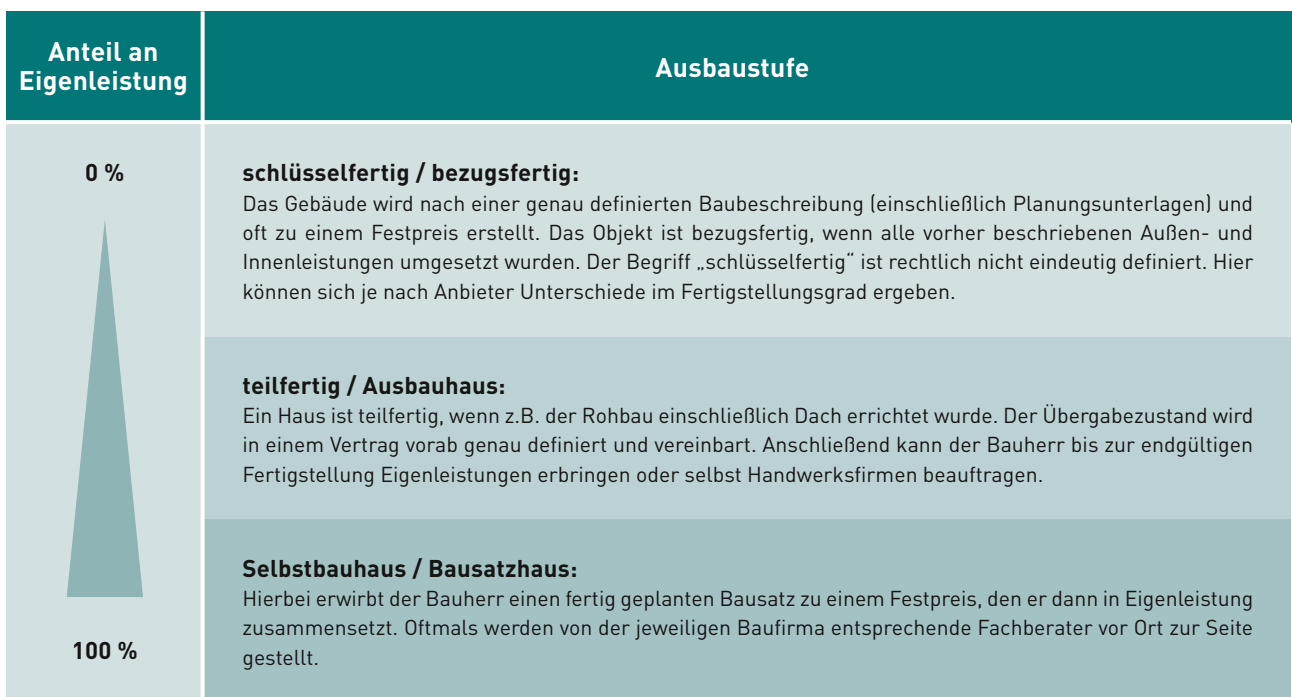 Anteil an
Eigenleistung
Ausbaustufe
0 %
schlüsselfertig / bezugsfertig:
Das Gebäude wird nach einer genau definierten Baubeschreibung (einschließlich Planungsunterlagen) und
oft zu einem Festpreis erstellt. Das Objekt ist bezugsfertig, wenn alle vorher beschriebenen Außen- und
Innenleistungen umgesetzt wurden. Der Begriff „schlüsselfertig“ ist rechtlich nicht eindeutig definiert. Hier
können sich je nach Anbieter Unterschiede im Fertigstellungsgrad ergeben.
teilfertig / Ausbauhaus:
Ein Haus ist teilfertig, wenn z.B. der Rohbau einschließlich Dach errichtet wurde. Der Übergabezustand wird
in einem Vertrag vorab genau definiert und vereinbart. Anschließend kann der Bauherr bis zur endgültigen
Fertigstellung Eigenleistungen erbringen oder selbst Handwerksfirmen beauftragen.
Selbstbauhaus / Bausatzhaus:
Hierbei erwirbt der Bauherr einen fertig geplanten Bausatz zu einem Festpreis, den er dann in Eigenleistung
zusammensetzt. Oftmals werden von der jeweiligen Baufirma entsprechende Fachberater vor Ort zur Seite
gestellt.
100 %